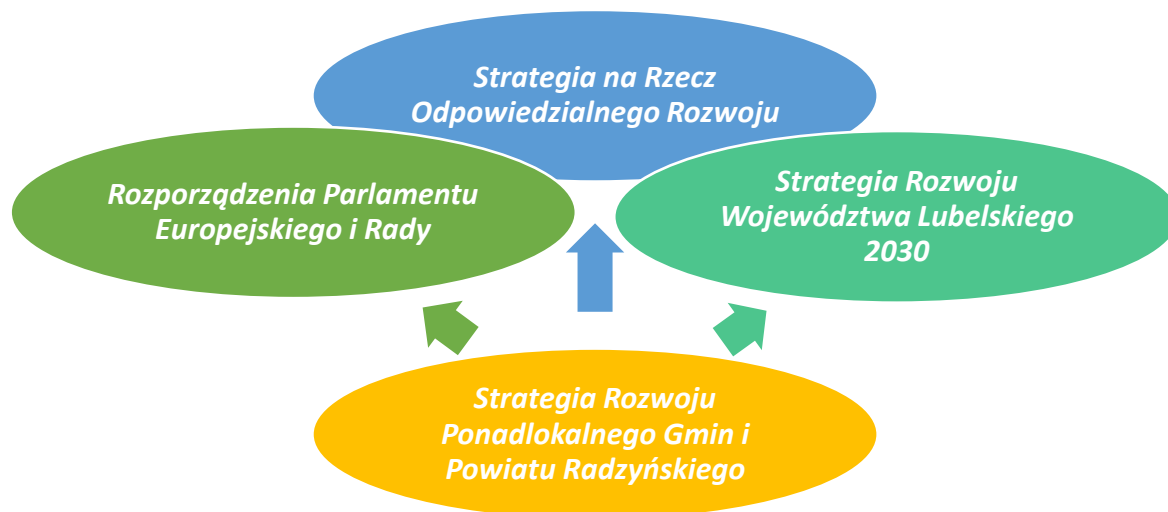 Strategia na Rzecz
Odpowiedzialnego Rozwoju
Rozporządzenia Parlamentu
Europejskiego i Rady
Strategia Rozwoju
Województwa Lubelskiego
2030
Strategia Rozwoju
Ponadlokalnego Gmin i
Powiatu Radzyńskiego